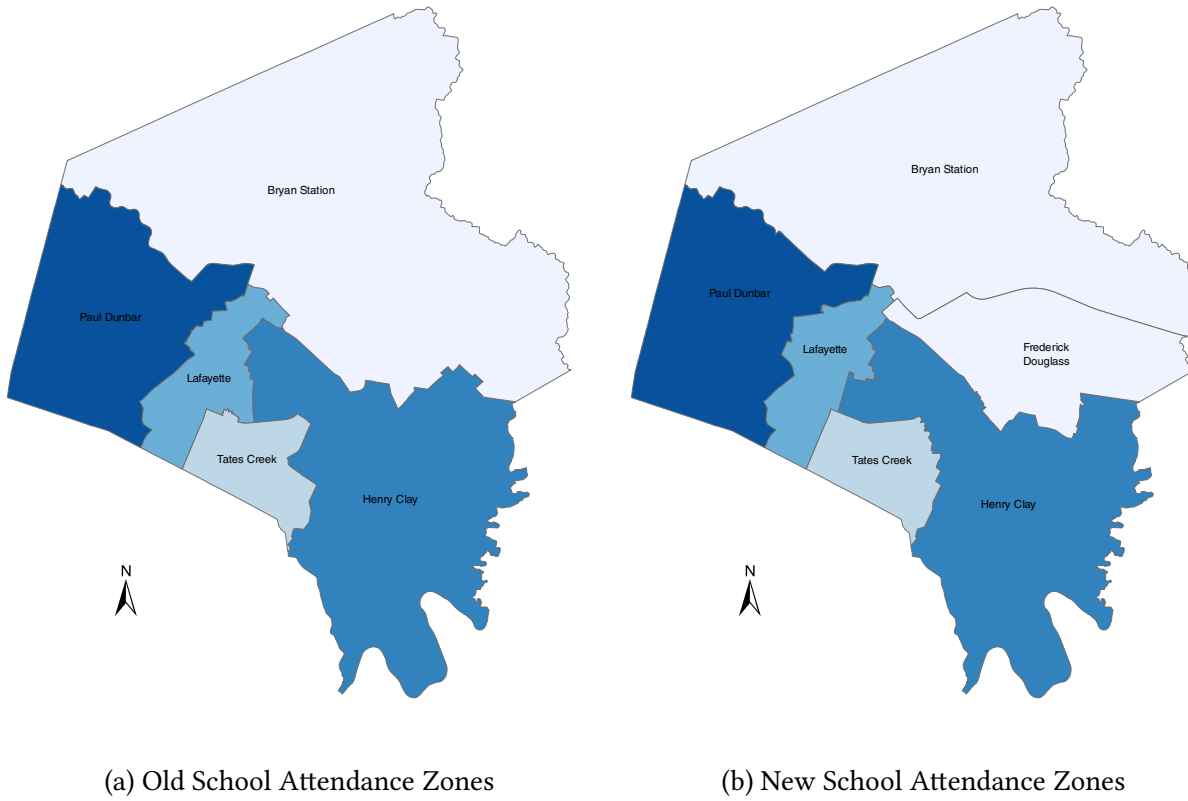 Bryan Station
Paul Dunbar
Lafayette
Tates Creek
Henry Clay
N
(a) Old School Attendance Zones
Bryan Station
Paul Dunbar
Frederick
Douglass
Lafayette
Tates Creek
Henry Clay
N
(b) New School Attendance Zones